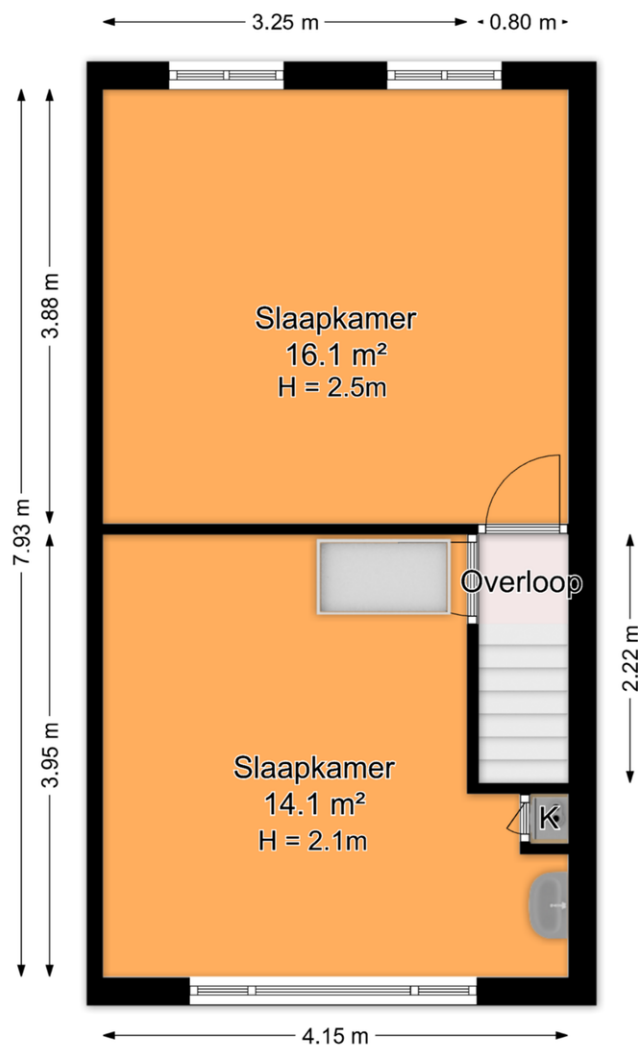 3.25 m
0.80 m
3.88 m
Slaapkamer
16.1 m²
H = 2.5m
7.93 m
Overloop
2.22 m
3.95 m
Slaapkamer
14.1 m²
H = 2.1m
K
4.15 m